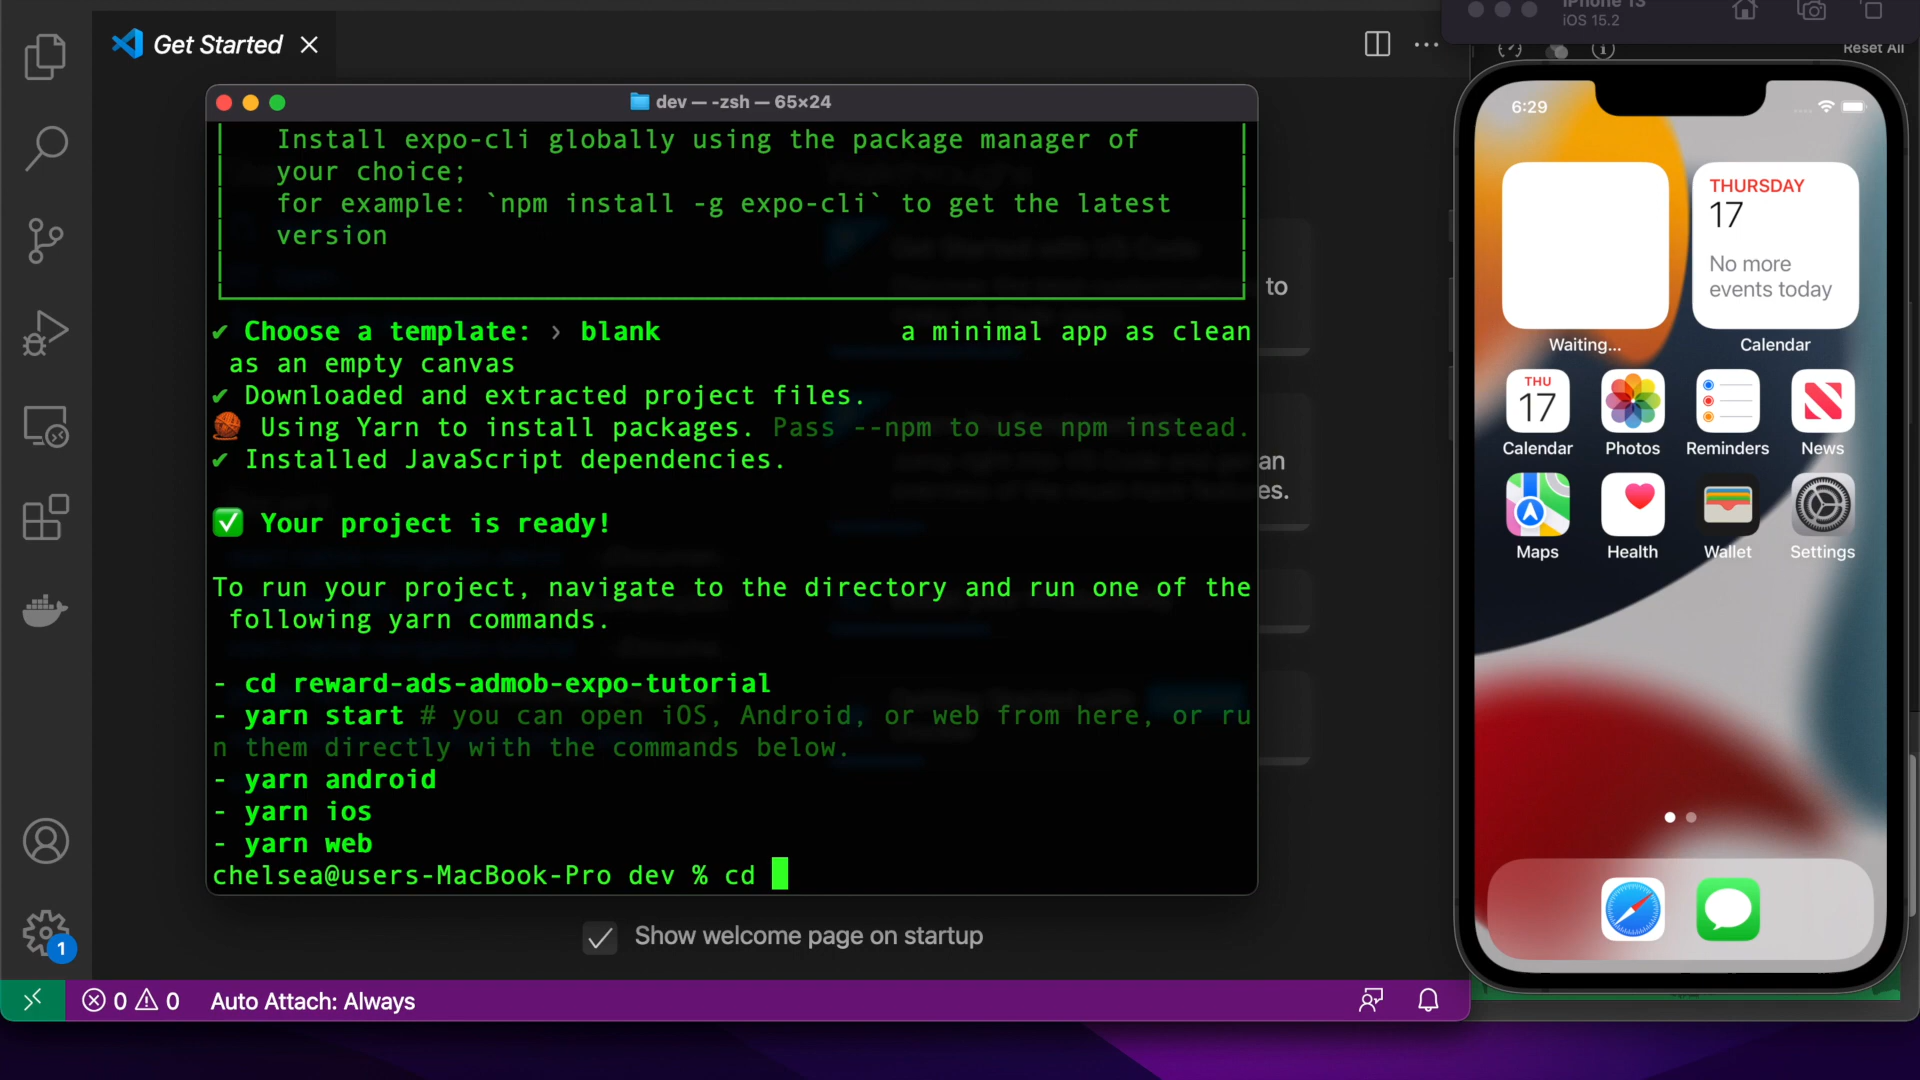 Get Started
iPhone 13
iOS 15.2
Reset All
dev — -zsh — 65×24
Install expo-cli globally using the package manager of
your choice;
for example: `npm install -g expo-cli` to get the latest
version
✔ Choose a template: › blank a minimal app as clean
as an empty canvas
✔ Downloaded and extracted project files.
🧶 Using Yarn to install packages. Pass --npm to use npm instead.
✔ Installed JavaScript dependencies.
✅ Your project is ready!
To run your project, navigate to the directory and run one of the
following yarn commands.
- cd reward-ads-admob-expo-tutorial
- yarn start # you can open iOS, Android, or web from here, or ru
n them directly with the commands below.
- yarn android
- yarn ios
- yarn web
chelsea@users-MacBook-Pro dev % cd
to
an
es.
Show welcome page on startup
1
0 0 Auto Attach: Always
6:29
THURSDAY
17
No more
events today
Waiting... Calendar
THU
17
Calendar Photos Reminders News
Maps Health Wallet Settings